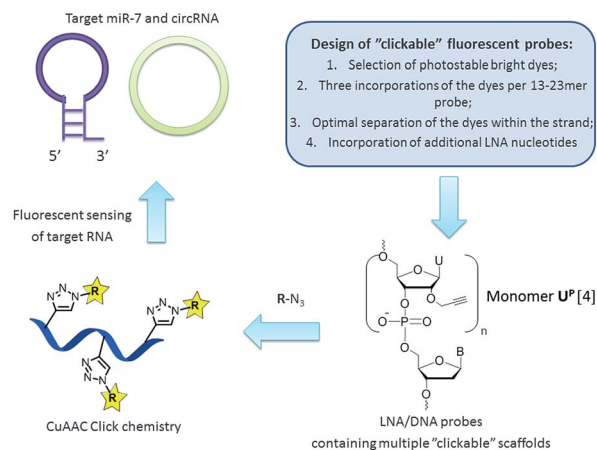 Target miR-7 and circRNA
5’ 3’
Design of ”clickable” fluorescent probes:
1. Selection of photostable bright dyes;
2. Three incorporations of the dyes per 13-23mer
probe;
3. Optimal separation of the dyes within the strand;
4. Incorporation of additional LNA nucleotides
Fluorescent sensing
of target RNA
N
N
N
R
N
N
N
R
N
N
N
R
CuAAC Click chemistry
R-N3
O
U
O
O
O
O⁻
P
O
O
O
B
O
n
Monomer Uᴾ [4]
LNA/DNA probes
containing multiple ”clickable” scaffolds